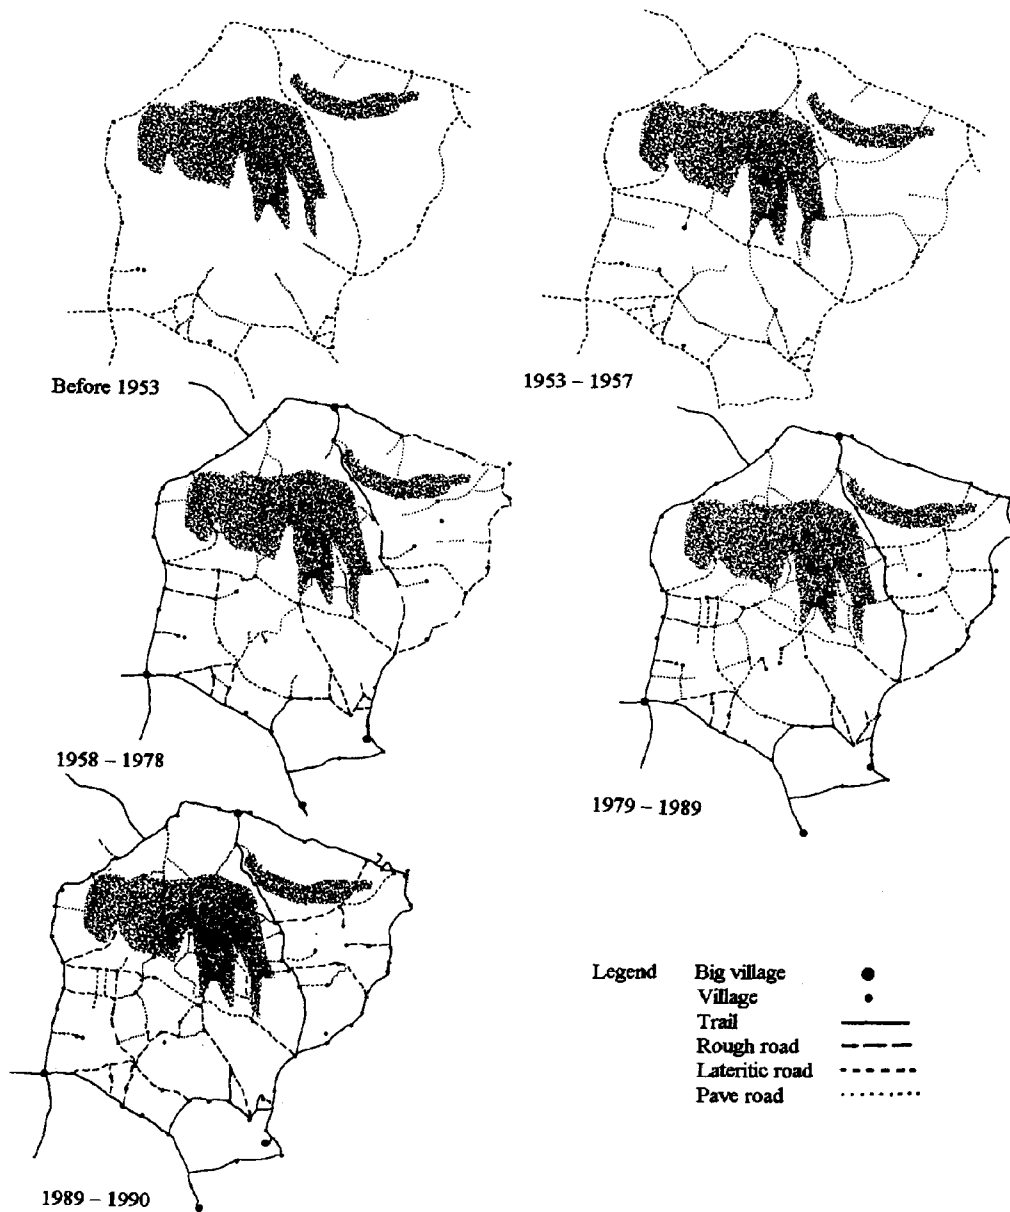 Before 1953
1953 – 1957
1958 – 1978
1979 – 1989
1989 – 1990
Legend
Big village
Village
Trail
Rough road
Lateritic road
Pave road